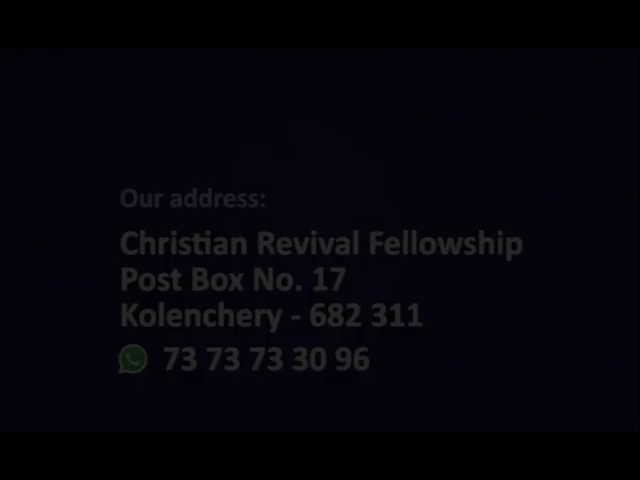 Our address:
Christian Revival Fellowship
Post Box No. 17
Kolenchery - 682 311
73 73 73 30 96